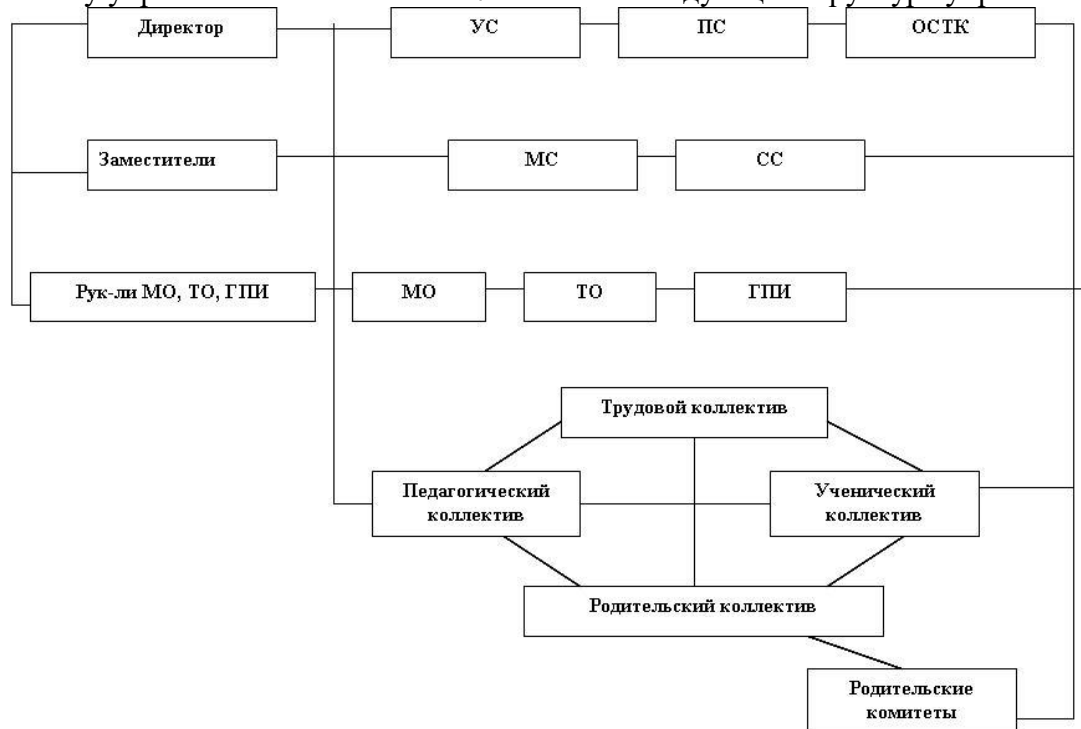 Директор
УС
ПС
ОСТК
Заместители
МС
СС
Рук-ли МО, ТО, ГПИ
МО
ТО
ГПИ
Трудовой коллектив
Педагогический
коллектив
Ученический
коллектив
Родительский коллектив
Родительские
комитеты